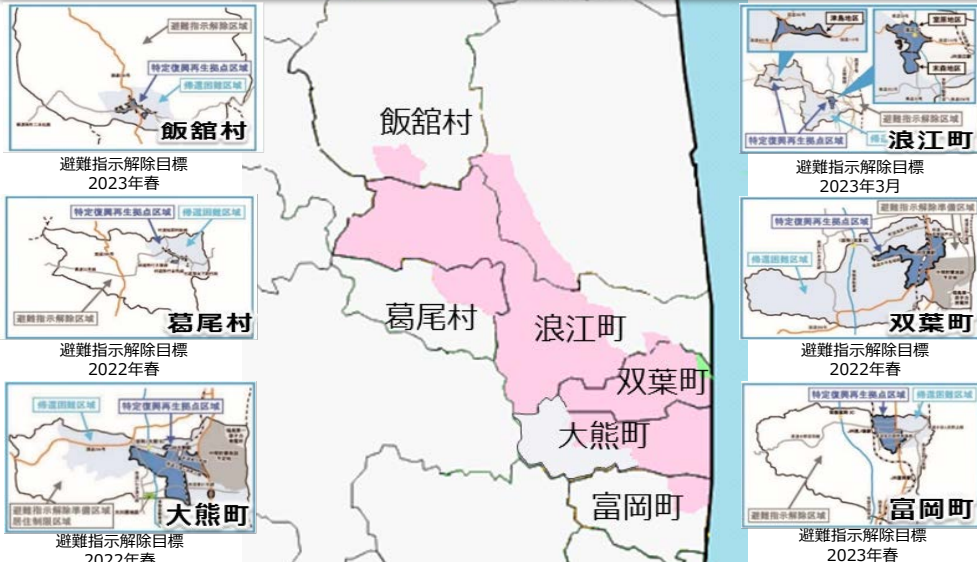 避難指示解除区域
特定復興再生拠点区域
帰還困難区域
飯舘村
避難指示解除目標
2023年春
特定復興再生拠点区域
帰還困難区域
避難指示解除区域
葛尾村
避難指示解除目標
2022年春
帰還困難区域
特定復興再生拠点区域
避難指示解除準備区域
居住制限区域
大熊町
避難指示解除目標
2022年春
飯舘村
葛尾村
浪江町
双葉町
大熊町
富岡町
津島地区
室原地区
末森地区
避難指示解除区域
特定復興再生拠点区域
浪江町
避難指示解除目標
2023年3月
避難指示解除準備区域
特定復興再生拠点区域
帰還困難区域
双葉町
避難指示解除目標
2022年春
特定復興再生拠点区域
帰還困難区域
避難指示解除区域
富岡町
避難指示解除目標
2023年春